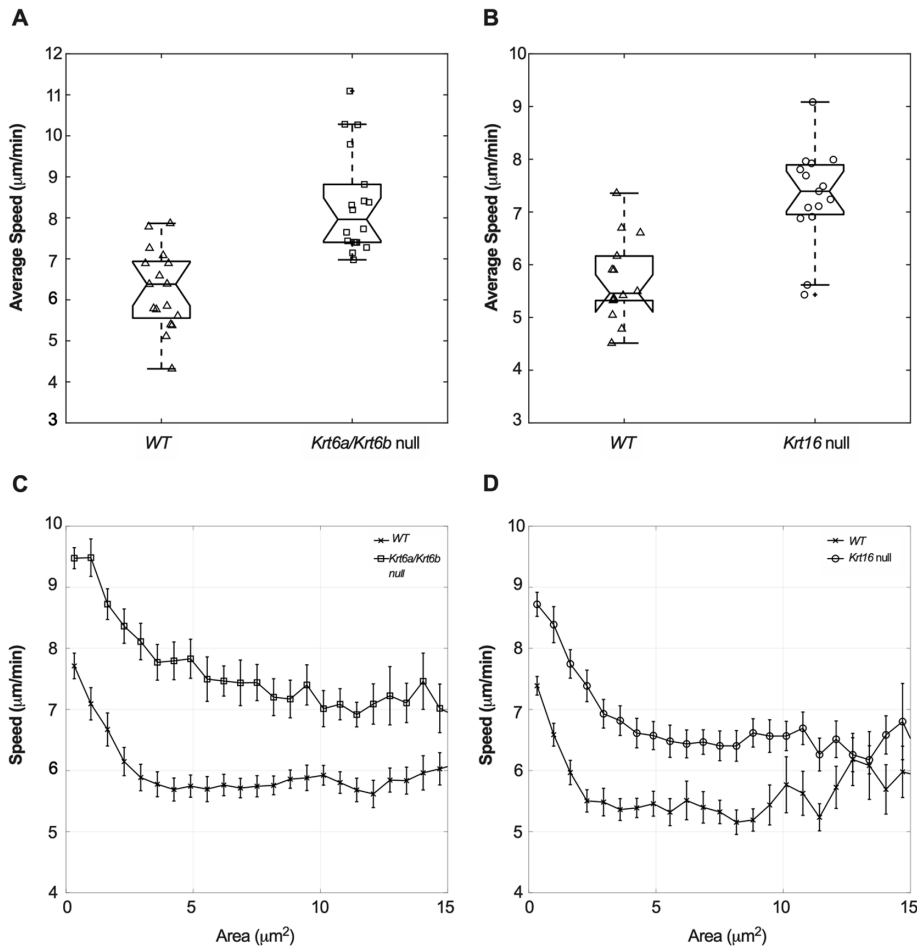 A
Average Speed (μm/min)
12
11
10
9
8
7
6
5
4
3
WT
Krt6a/Krt6b null
B
Average Speed (μm/min)
10
9
8
7
6
5
4
3
WT
Krt16 null
C
Speed (μm/min)
10
9
8
7
6
5
4
WT
Krt6a/Krt6b
null
0
5
10
15
Area (μm²)
D
Speed (μm/min)
10
9
8
7
6
5
4
WT
Krt16 null
0
5
10
15
Area (μm²)